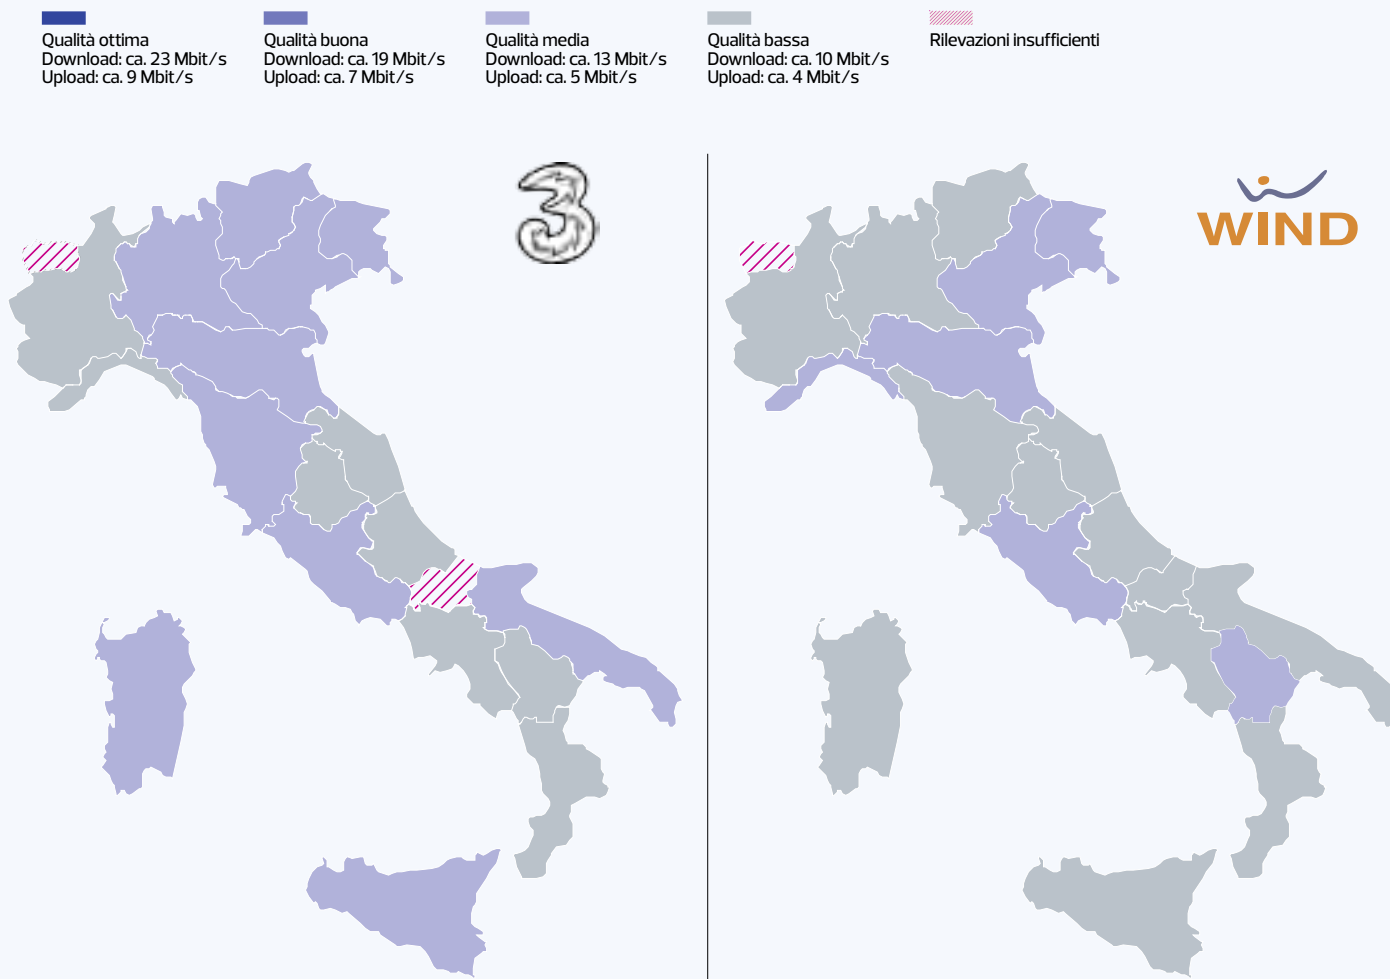 Qualità ottima
Download: ca. 23 Mbit/s
Upload: ca. 9 Mbit/s
Qualità buona
Download: ca. 19 Mbit/s
Upload: ca. 7 Mbit/s
Qualità media
Download: ca. 13 Mbit/s
Upload: ca. 5 Mbit/s
Qualità bassa
Download: ca. 10 Mbit/s
Upload: ca. 4 Mbit/s
Rilevazioni insufficienti
3
WIND